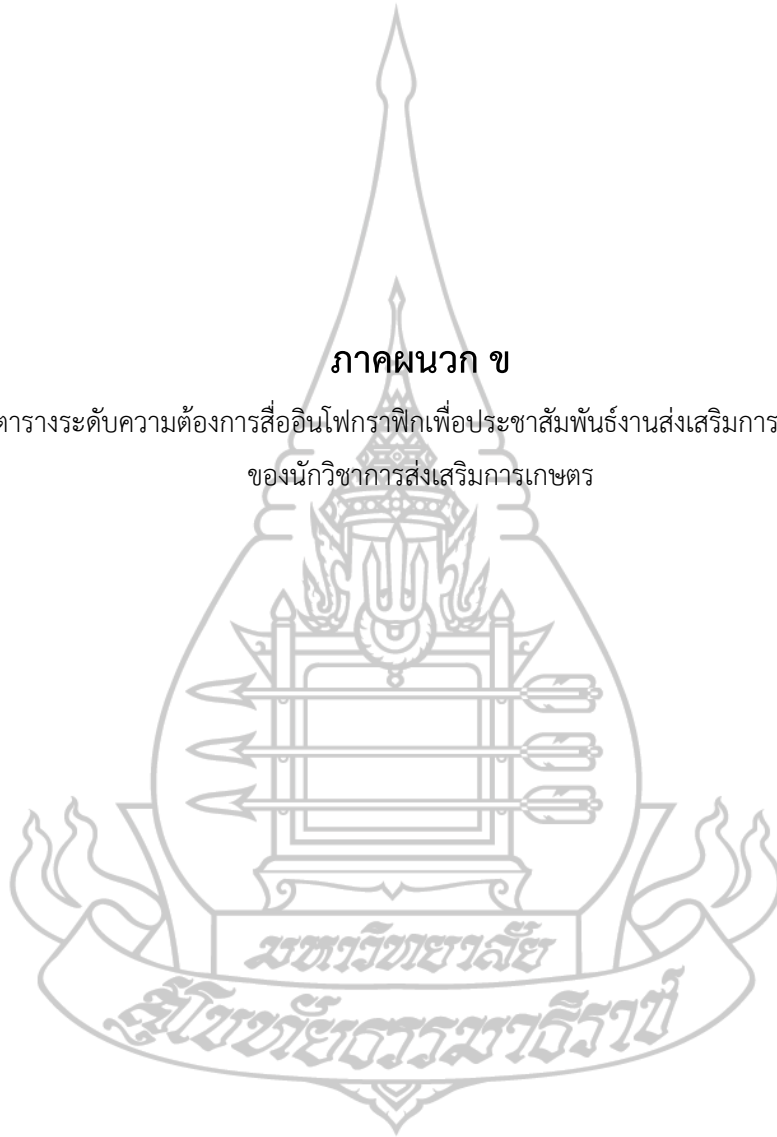 ภาคผนวก ข
ตารางระดับความต้องการสื่ออินโฟกราฟิกเพื่อประชาสัมพันธ์งานส่งเสริมการ
ของนักวิชาการส่งเสริมการเกษตร
มหาวิทยาลัย
สุโขทัยธรรมาธิราช